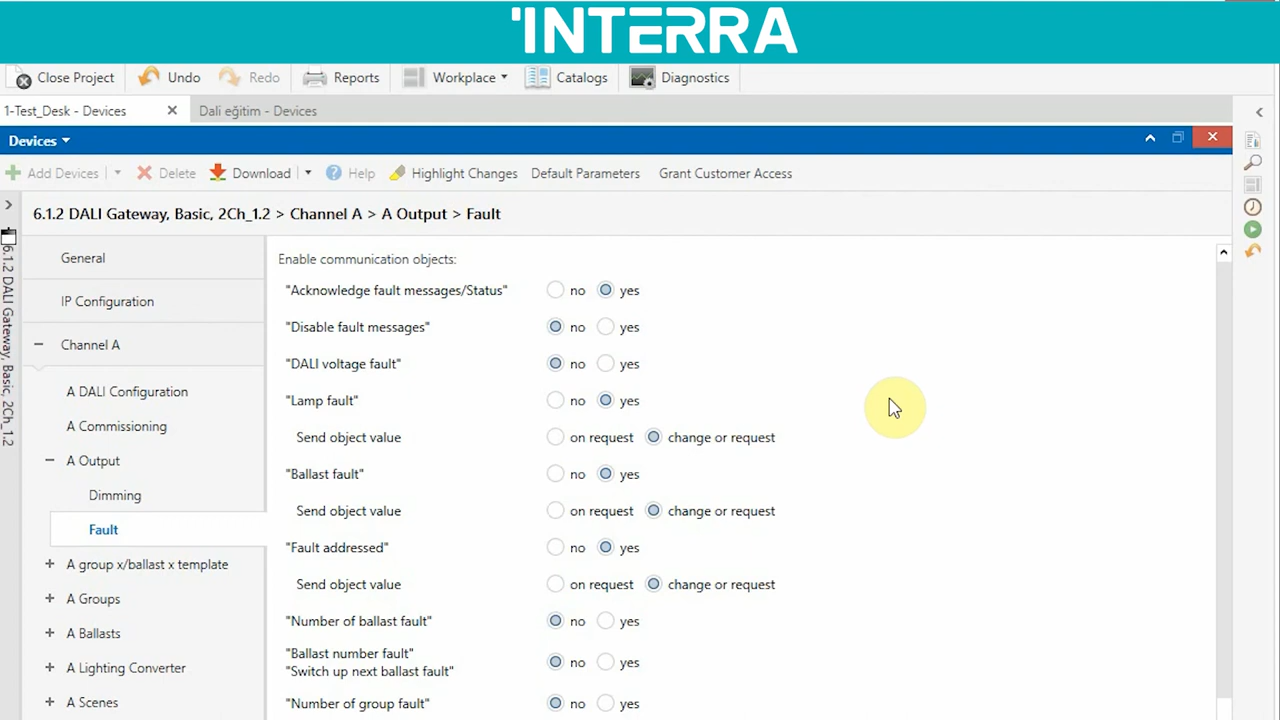 INTERRA
Close Project Undo Redo Reports Workplace Catalogs Diagnostics
1-Test_Desk - Devices Dali eğitim - Devices
Devices
Add Devices Delete Download Help Highlight Changes Default Parameters Grant Customer Access
6.1.2 DALI Gateway, Basic, 2Ch_1.2 > Channel A > A Output > Fault
6.1.2 DALI Gateway, Basic, 2Ch_1.2
General
IP Configuration
Channel A
A DALI Configuration
A Commissioning
A Output
Dimming
Fault
A group x/ballast x template
A Groups
A Ballasts
A Lighting Converter
A Scenes
Enable communication objects:
"Acknowledge fault messages/Status" no yes
"Disable fault messages" no yes
"DALI voltage fault" no yes
"Lamp fault" no yes
Send object value on request change or request
"Ballast fault" no yes
Send object value on request change or request
"Fault addressed" no yes
Send object value on request change or request
"Number of ballast fault" no yes
"Ballast number fault"
"Switch up next ballast fault" no yes
"Number of group fault" no yes